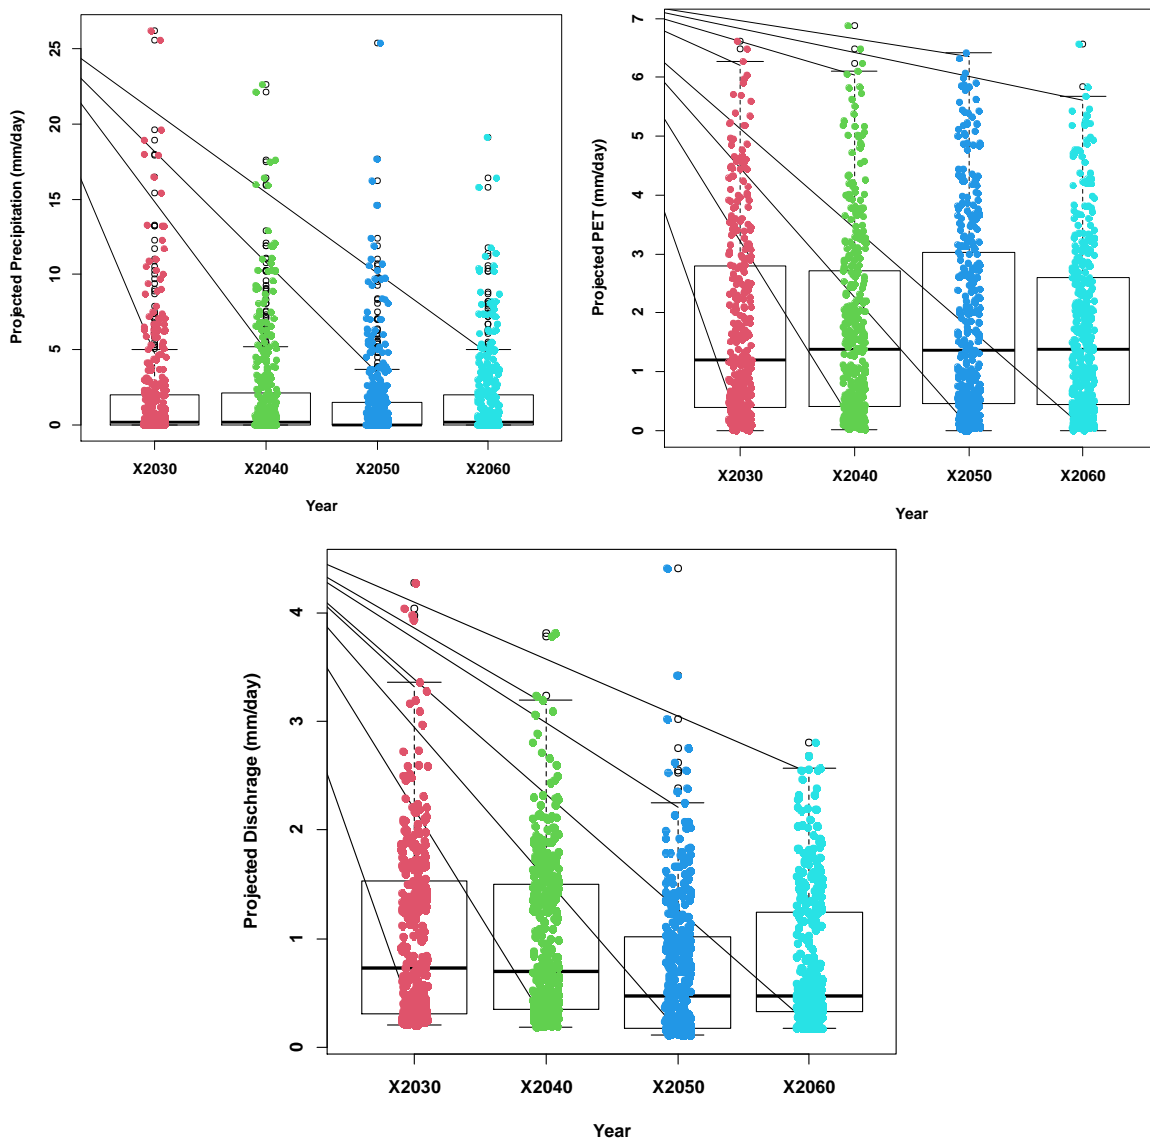 Projected Precipitation (mm/day)
25
20
15
10
5
0
X2030 X2040 X2050 X2060
Year
Projected PET (mm/day)
7
6
5
4
3
2
1
0
X2030 X2040 X2050 X2060
Year
Projected Dischrage (mm/day)
4
3
2
1
0
X2030 X2040 X2050 X2060
Year